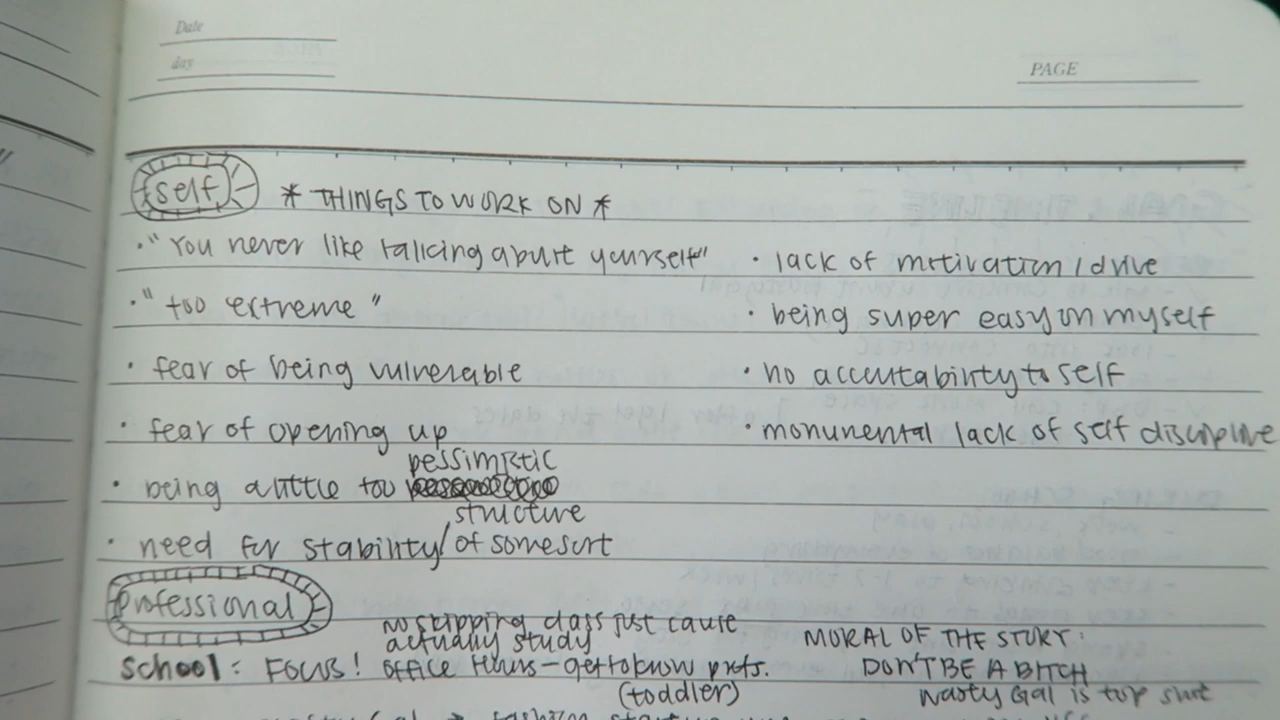 Date
day
PAGE
self * THINGS TO WORK ON *
• "You never like talking about yourself"
• "too extreme"
• fear of being vulnerable
• fear of opening up
pessimistic
• being a little too
structure
• need for stability/of some sort
• lack of motivation/drive
• being super easy on myself
• no accountability to self
• monumental lack of self discipline
professional
no skipping class just cause
actually study
school: FOCUS! office hours - get to know profs.
(toddler)
MORAL OF THE STORY:
DON'T BE A BITCH
Nasty Gal is top shit
Gal → fashion